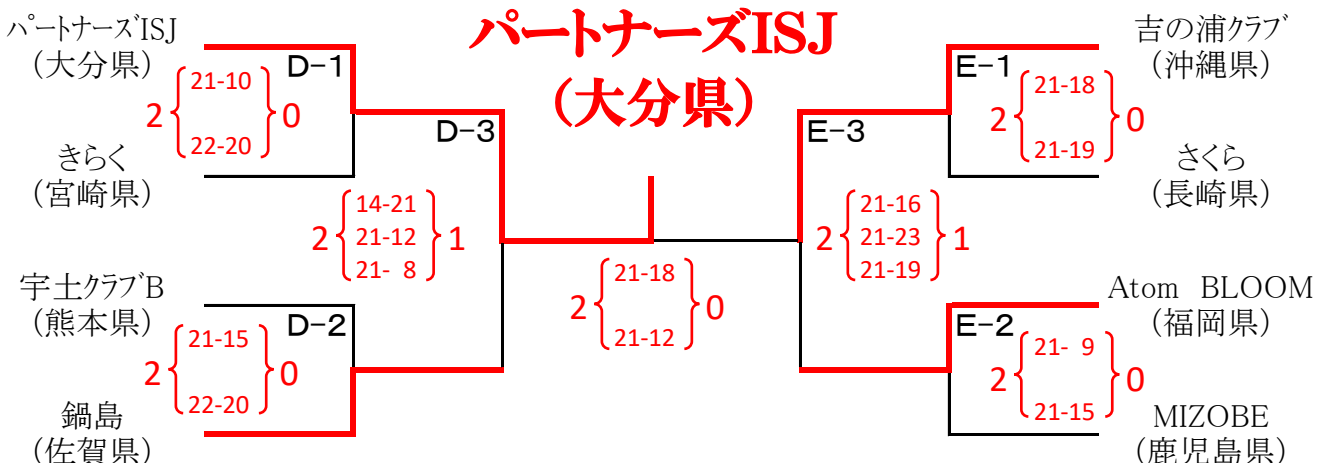 パートナーズISJ
(大分県)
パートナーズISJ
(大分県)
D-1
21-10
2
0
22-20
きらく
(宮崎県)
D-3
14-21
2
21-12
1
21- 8
宇土クラブB
(熊本県)
D-2
21-15
2
0
22-20
鍋島
(佐賀県)
21-18
2
0
21-12
吉の浦クラブ
(沖縄県)
E-1
21-18
2
0
21-19
さくら
(長崎県)
E-3
21-16
2
21-23
1
21-19
Atom BLOOM
(福岡県)
E-2
21- 9
2
0
21-15
MIZOBE
(鹿児島県)